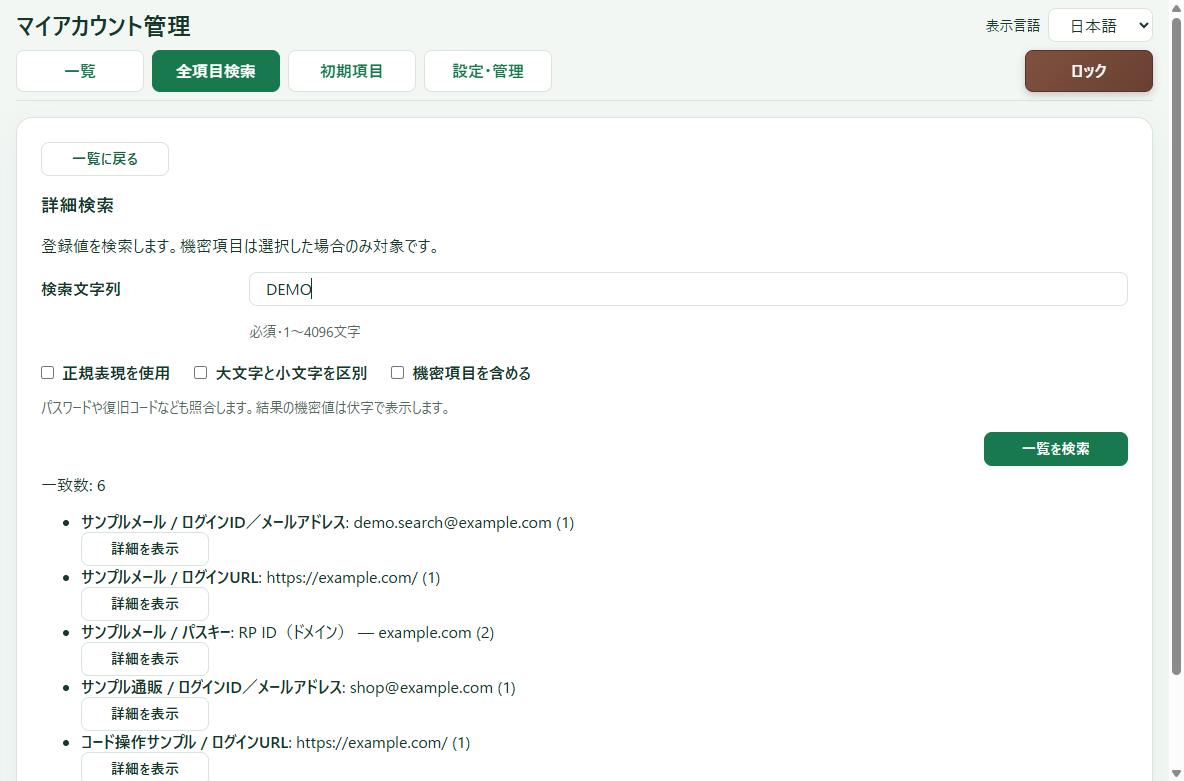 マイアカウント管理
表示言語 日本語
一覧 全項目検索 初期項目 設定・管理 ロック
一覧に戻る
詳細検索
登録値を検索します。機密項目は選択した場合のみ対象です。
検索文字列 DEMO
必須・1～4096文字
正規表現を使用 大文字と小文字を区別 機密項目を含める
パスワードや復旧コードなども照合します。結果の機密値は伏字で表示します。
一覧を検索
一致数: 6
サンプルメール / ログインID／メールアドレス: demo.search@example.com (1)
詳細を表示
サンプルメール / ログインURL: https://example.com/ (1)
詳細を表示
サンプルメール / パスキー: RP ID（ドメイン） — example.com (2)
詳細を表示
サンプル通販 / ログインID／メールアドレス: shop@example.com (1)
詳細を表示
コード操作サンプル / ログインURL: https://example.com/ (1)
詳細を表示